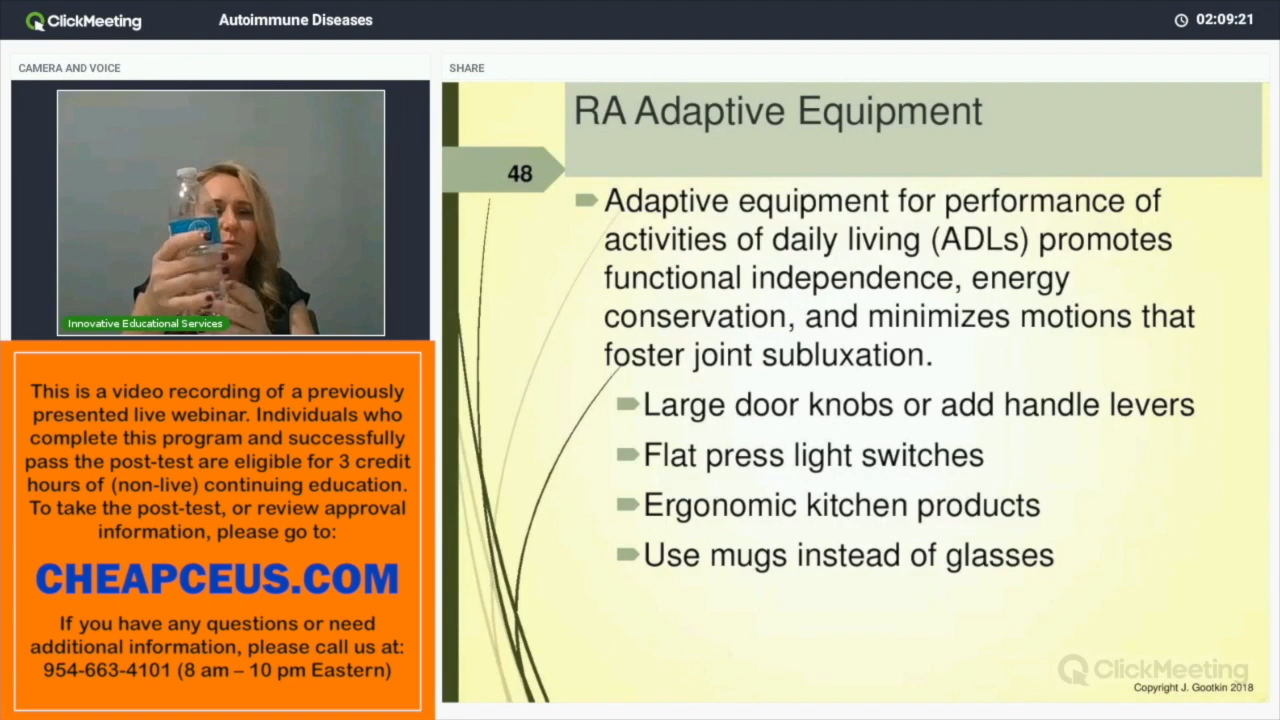 ClickMeeting
Autoimmune Diseases
02:09:21
CAMERA AND VOICE
SHARE
Innovative Educational Services
This is a video recording of a previously
presented live webinar. Individuals who
complete this program and successfully
pass the post-test are eligible for 3 credit
hours of (non-live) continuing education.
To take the post-test, or review approval
information, please go to:
CHEAPCEUS.COM
If you have any questions or need
additional information, please call us at:
954-663-4101 (8 am – 10 pm Eastern)
RA Adaptive Equipment
48
Adaptive equipment for performance of
activities of daily living (ADLs) promotes
functional independence, energy
conservation, and minimizes motions that
foster joint subluxation.
Large door knobs or add handle levers
Flat press light switches
Ergonomic kitchen products
Use mugs instead of glasses
ClickMeeting
Copyright J. Gootkin 2018